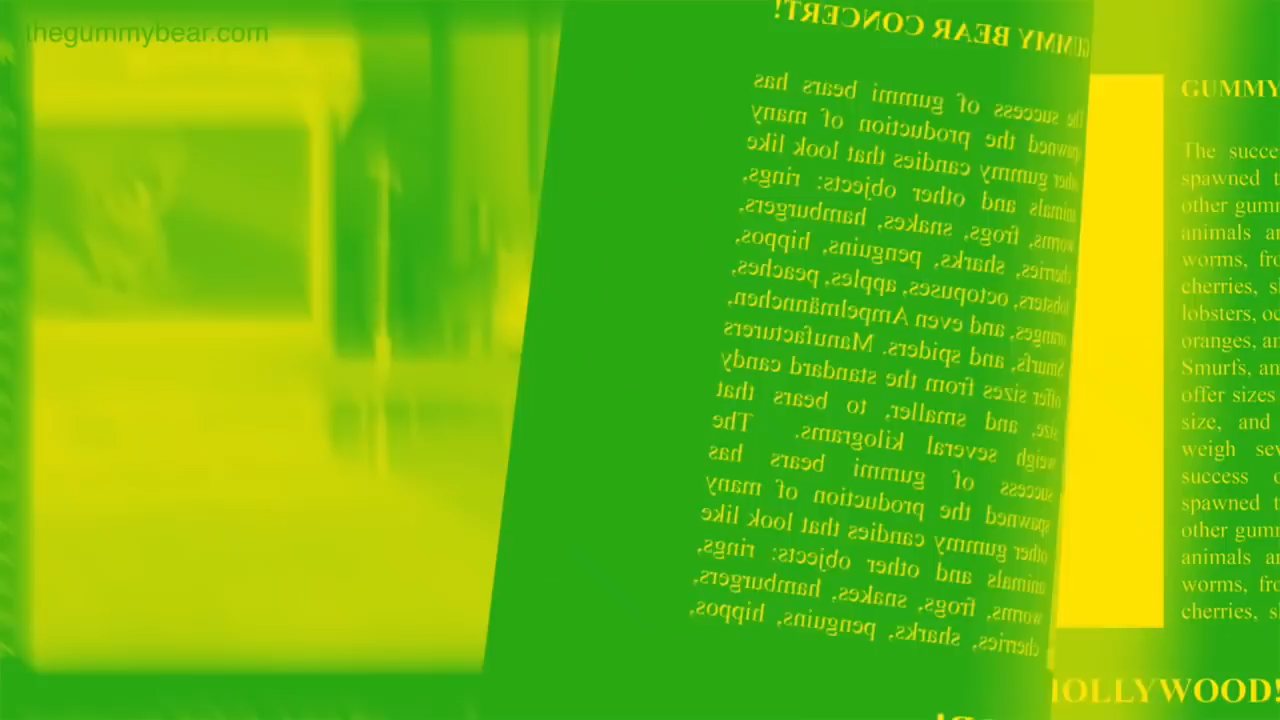 thegummybear.com
GUMMY BEAR CONCERT!
The success of gummi bears has
spawned the production of many
other gummy candies that look like
animals and other objects: rings,
worms, frogs, snakes, hamburgers,
cherries, sharks, penguins, hippos,
lobsters, octopuses, apples, peaches,
oranges, and even Ampelmännchen,
Smurfs, and spiders. Manufacturers
offer sizes from the standard candy
size, and smaller, to bears that
weigh several kilograms. The
success of gummi bears has
spawned the production of many
other gummy candies that look like
animals and other objects: rings,
worms, frogs, snakes, hamburgers,
cherries, sharks, penguins, hippos,
GUMMY
The succe
spawned t
other gumm
animals an
worms, fro
cherries, s
lobsters, oc
oranges, an
Smurfs, an
offer sizes
size, and
weigh sev
success o
spawned t
other gumm
animals an
worms, fro
cherries, s
HOLLYWOOD!